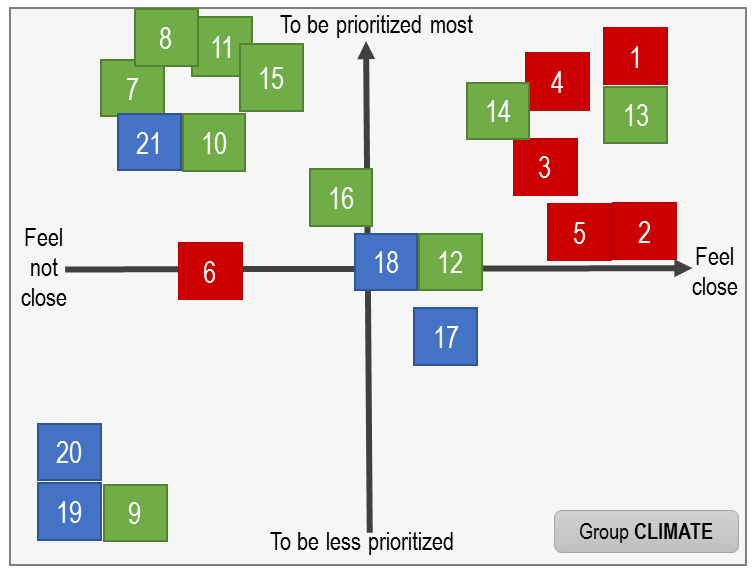 To be prioritized most
8
11
1
15
4
7
14
13
21
10
3
16
5
2
Feel
not
close
6
18
12
Feel
close
17
20
19
9
Group CLIMATE
To be less prioritized